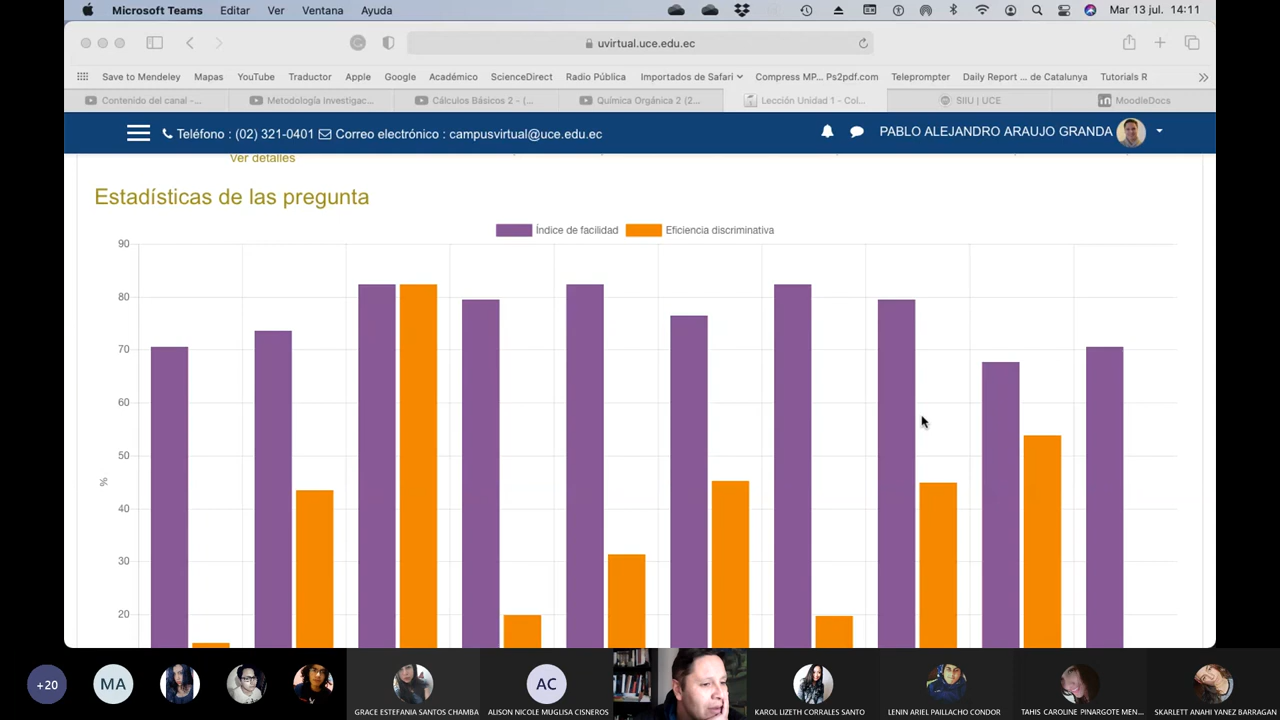 Microsoft Teams Editar Ver Ventana Ayuda Mar 13 jul. 14:11
uvirtual.uce.edu.ec
Save to Mendeley Mapas YouTube Traductor Apple Google Académico ScienceDirect Radio Pública Importados de Safari Compress MP... Ps2pdf.com Teleprompter Daily Report ... de Catalunya Tutorials R
Contenido del canal -... Metodología Investigac... Cálculos Básicos 2 - (... Química Orgánica 2 (2... Lección Unidad 1 - Col... SIIU | UCE MoodleDocs
Teléfono : (02) 321-0401 Correo electrónico : campusvirtual@uce.edu.ec PABLO ALEJANDRO ARAUJO GRANDA
Ver detalles
Estadísticas de las pregunta
Índice de facilidad Eficiencia discriminativa
90
80
70
60
50
%
40
30
20
+20 MA AC
GRACE ESTEFANIA SANTOS CHAMBA ALISON NICOLE MUGLISA CISNEROS KAROL LIZETH CORRALES SANTO LENIN ARIEL PAILLACHO CONDOR TAHIS CAROLINE PINARGOTE MEN... SKARLETT ANAHI YANEZ BARRAGAN